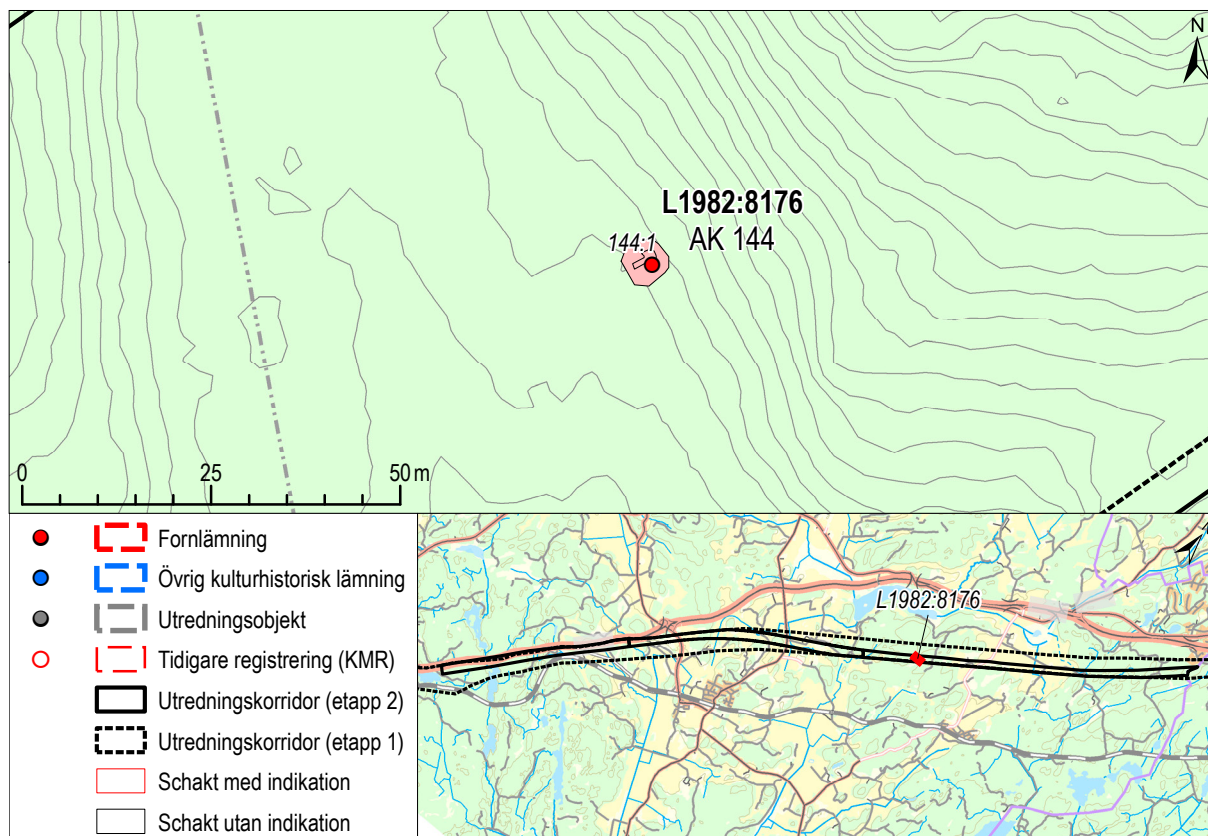 N
L1982:8176
144:1
AK 144
0 25 50 m
Fornlämning
Övrig kulturhistorisk lämning
Utredningsobjekt
Tidigare registrering (KMR)
Utredningskorridor (etapp 2)
Utredningskorridor (etapp 1)
Schakt med indikation
Schakt utan indikation
L1982:8176